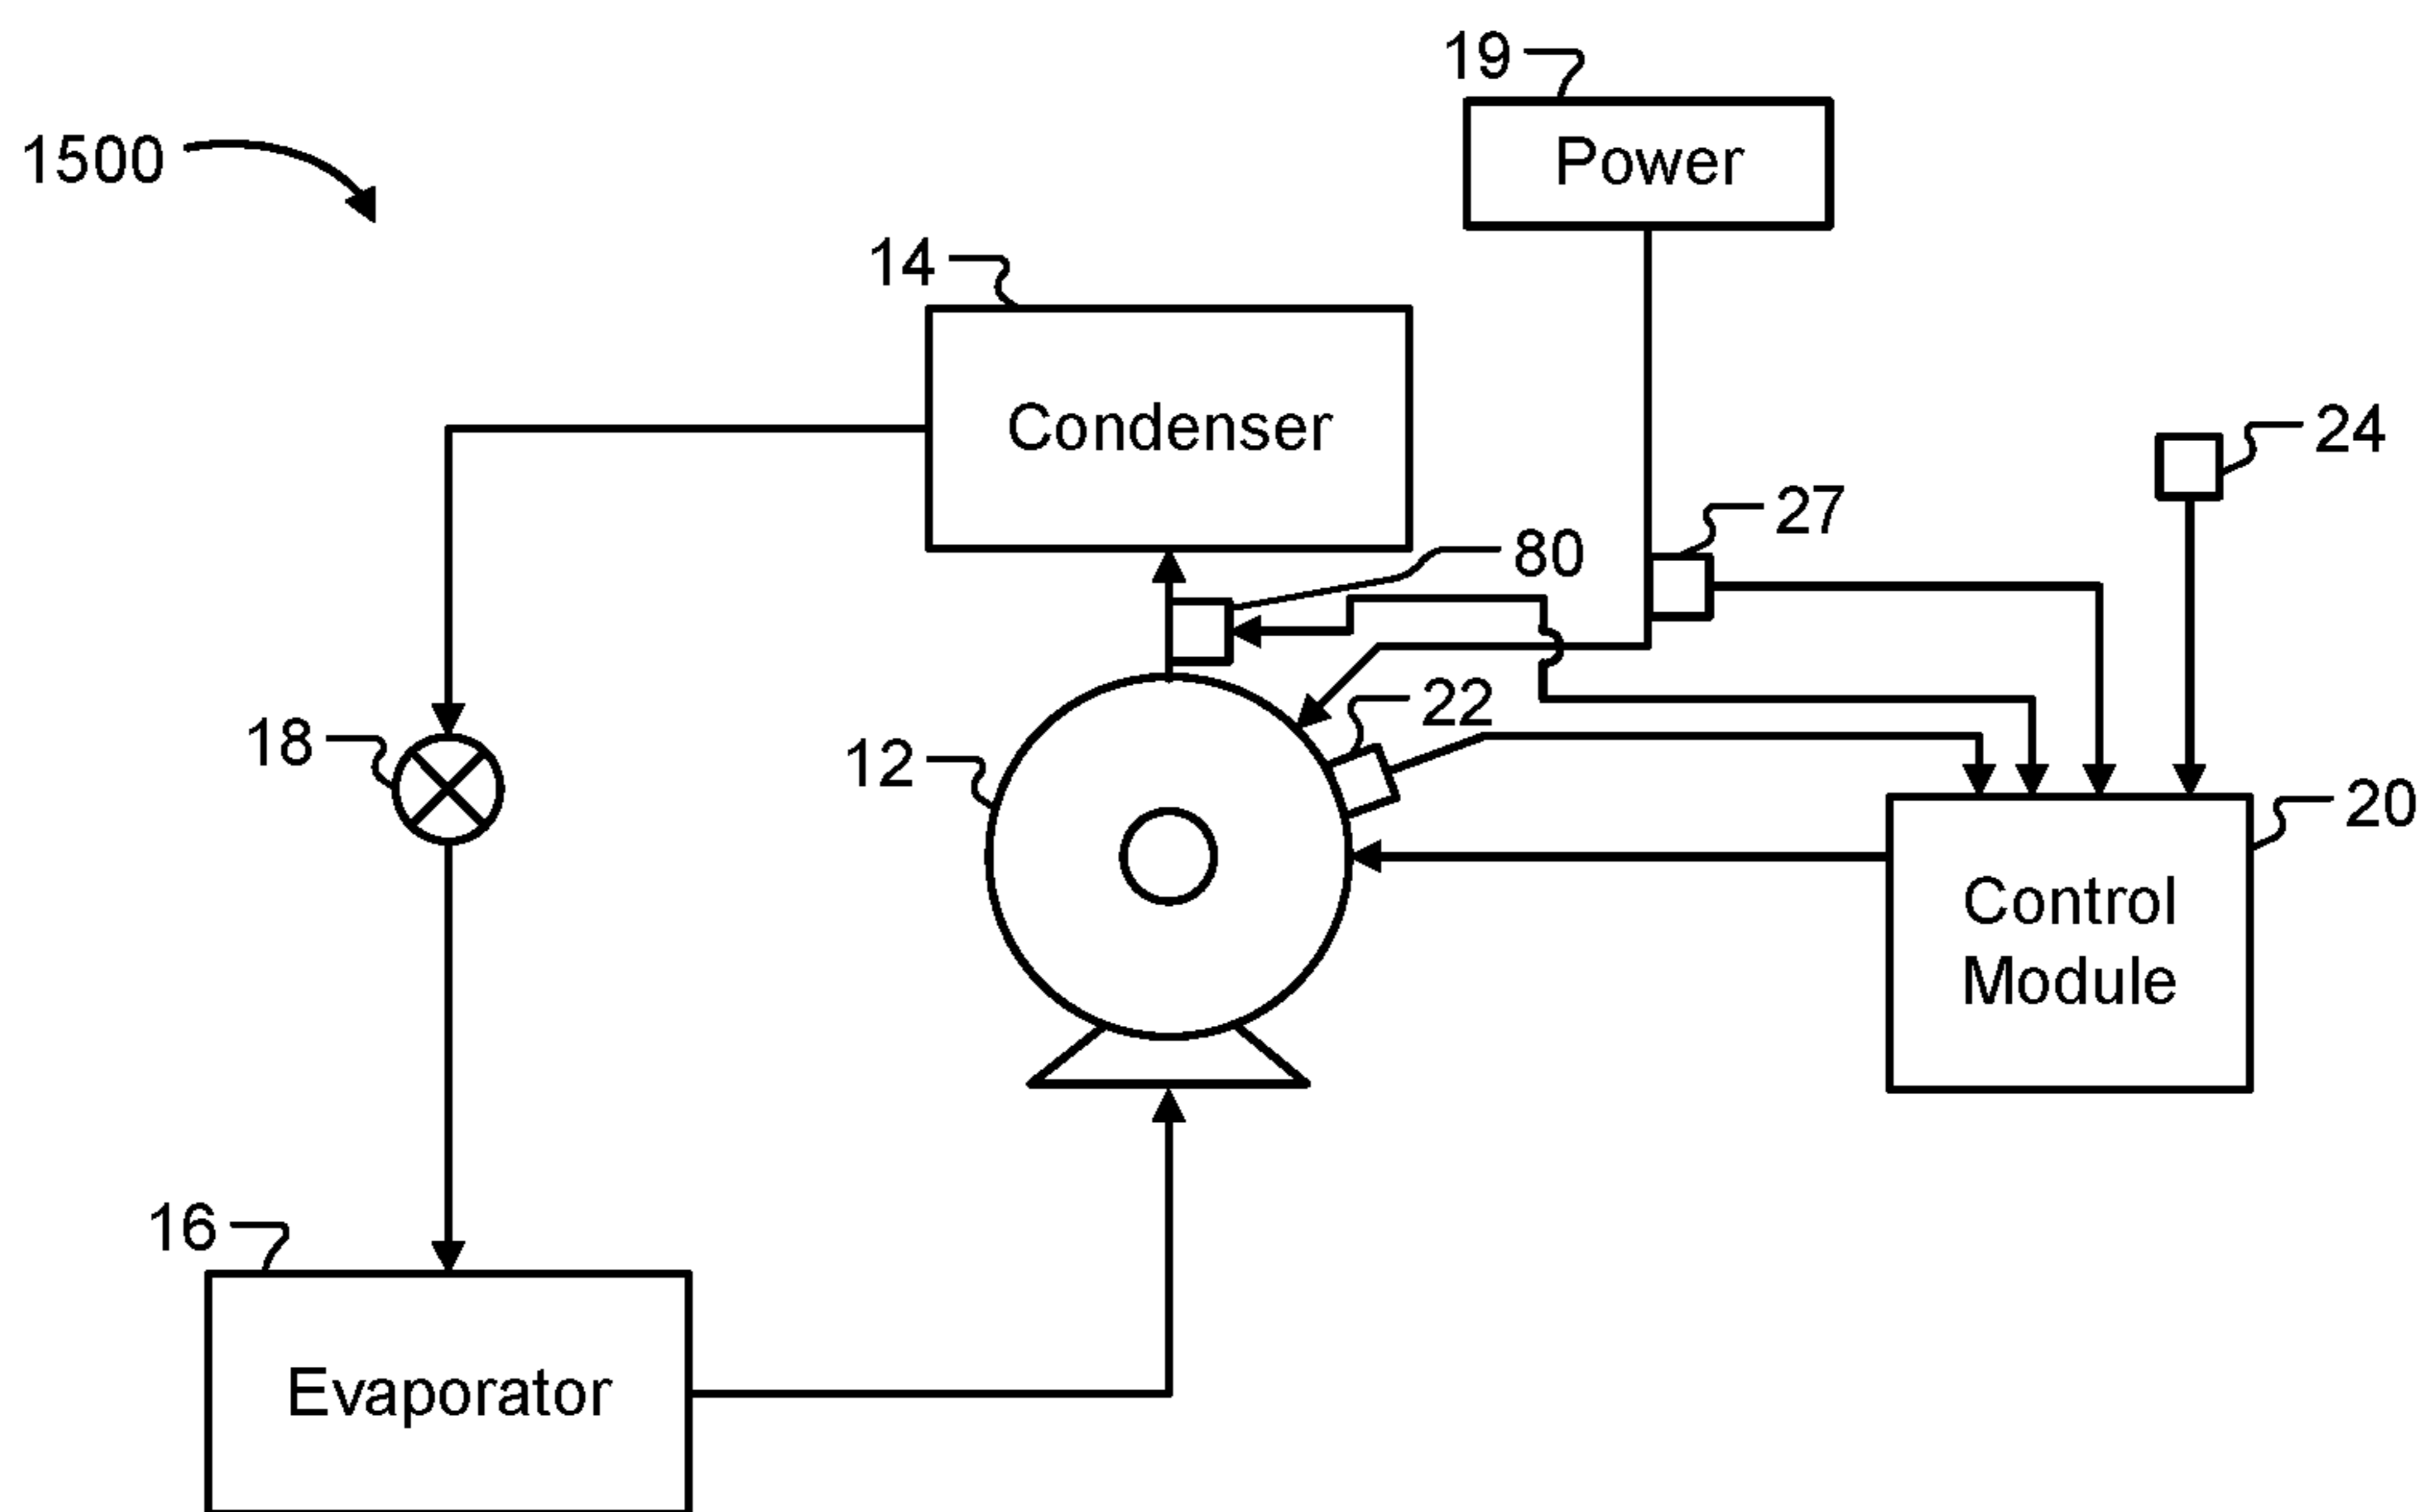 19
Power
1500
14
Condenser
24
27
80
22
18
12
20
Control
Module
16
Evaporator